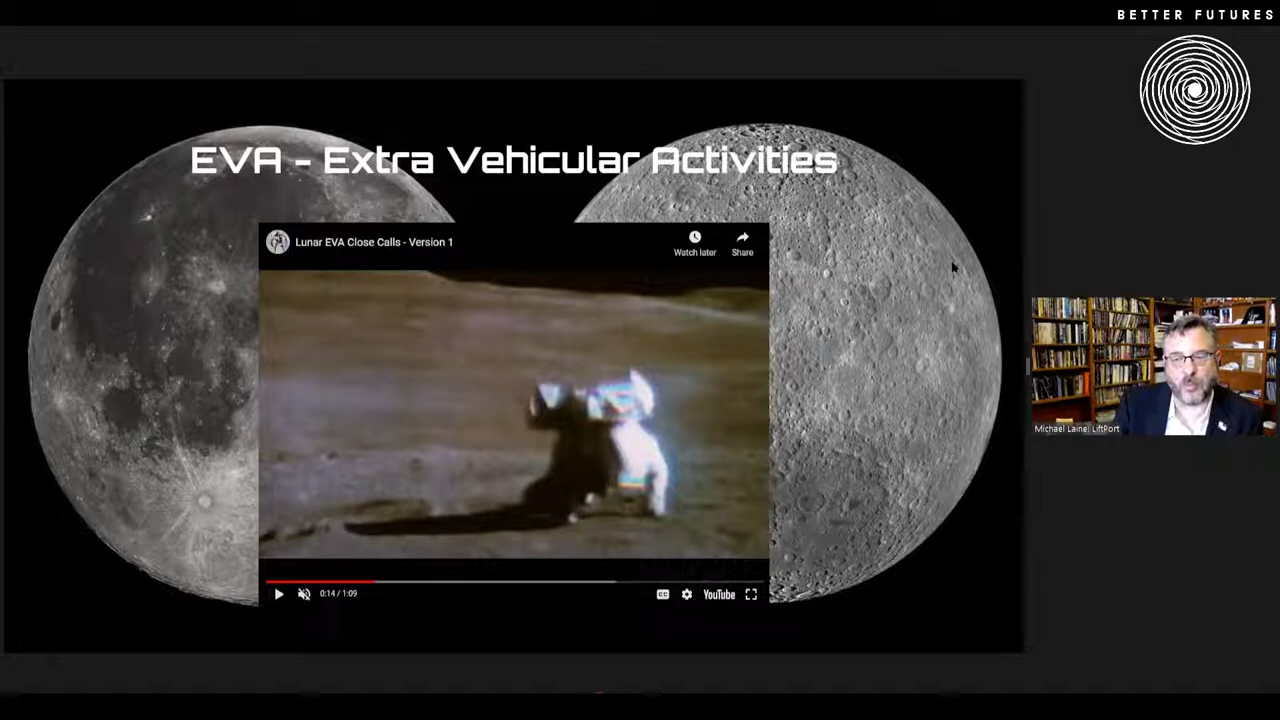 BETTER FUTURES
EVA - Extra Vehicular Activities
Lunar EVA Close Calls - Version 1
Watch later
Share
Michael Laine: LiftPort
0:14 / 1:09
CC
YouTube